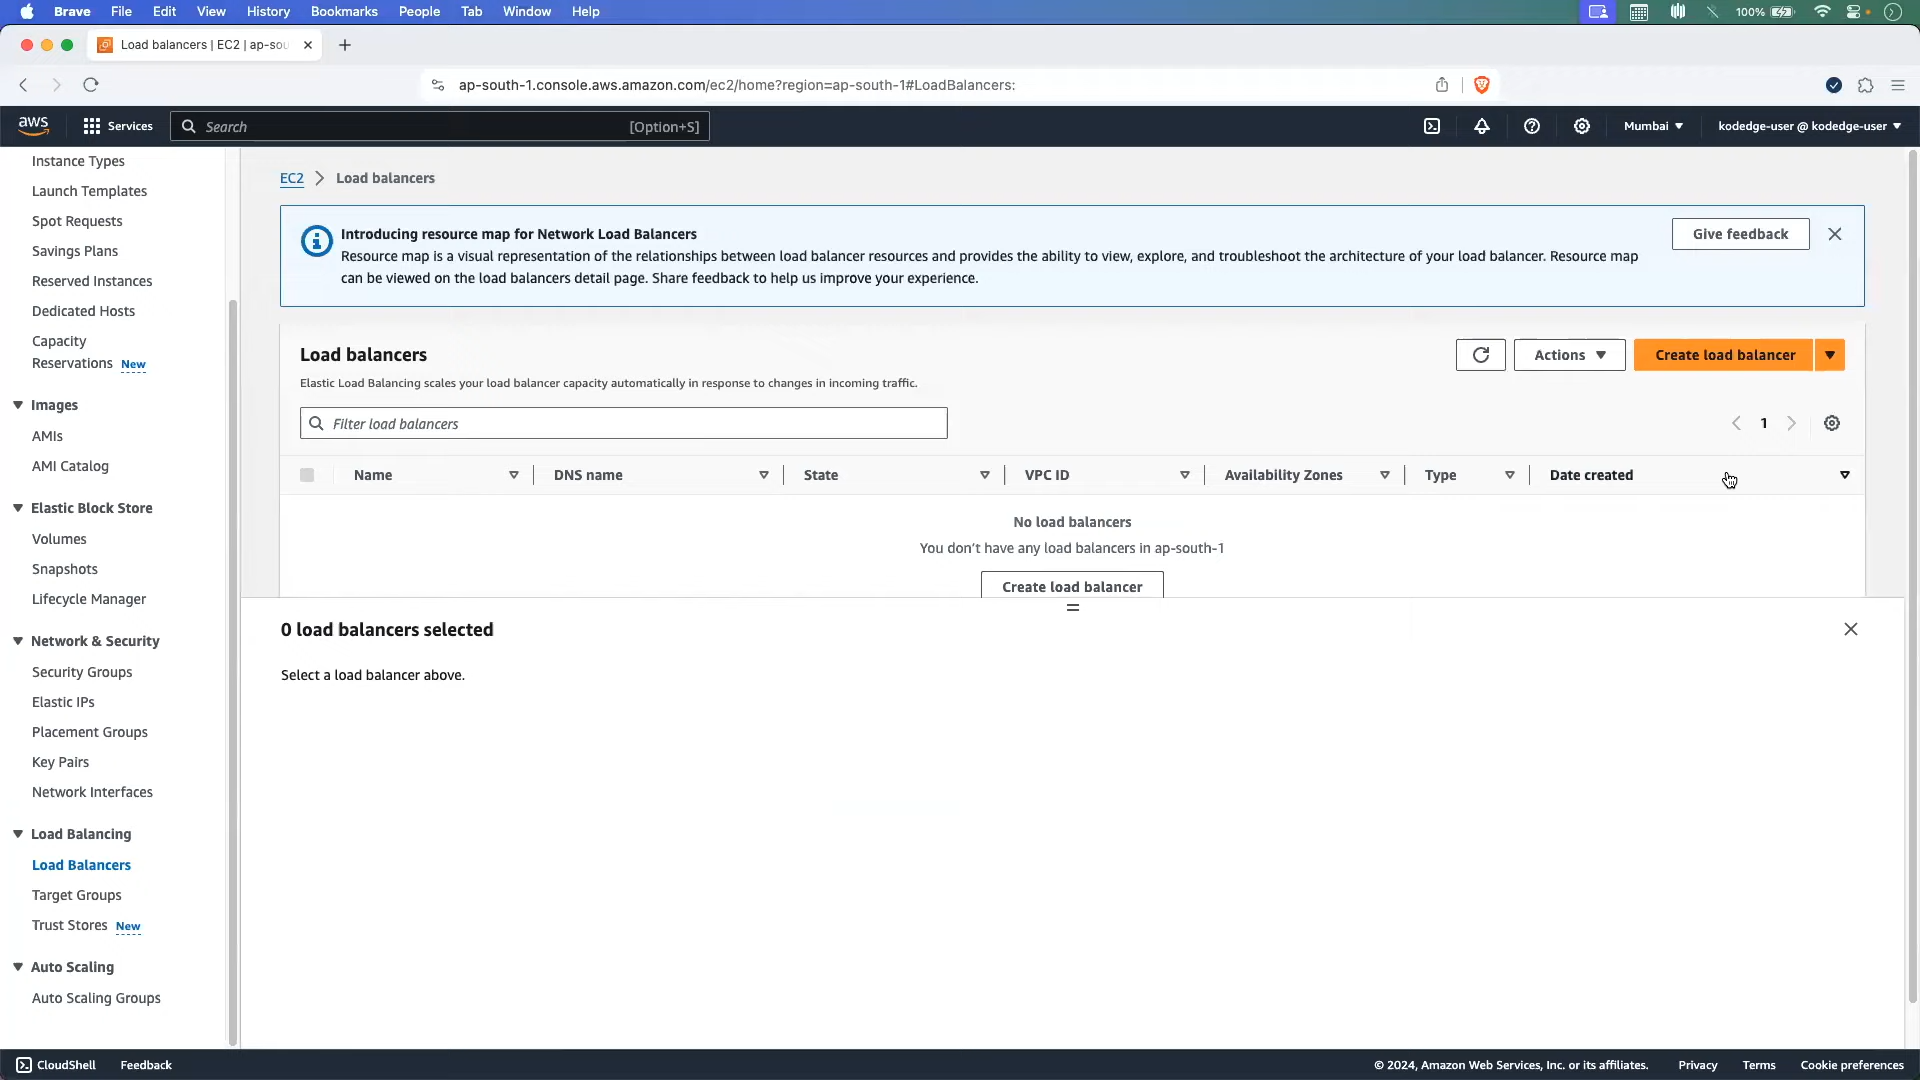 Brave File Edit View History Bookmarks People Tab Window Help 100%
Load balancers | EC2 | ap-sou
ap-south-1.console.aws.amazon.com/ec2/home?region=ap-south-1#LoadBalancers:
aws Services Search [Option+S] Mumbai kodedge-user @ kodedge-user
Instance Types
Launch Templates
Spot Requests
Savings Plans
Reserved Instances
Dedicated Hosts
Capacity
Reservations New
Images
AMIs
AMI Catalog
Elastic Block Store
Volumes
Snapshots
Lifecycle Manager
Network & Security
Security Groups
Elastic IPs
Placement Groups
Key Pairs
Network Interfaces
Load Balancing
Load Balancers
Target Groups
Trust Stores New
Auto Scaling
Auto Scaling Groups
EC2 Load balancers
Introducing resource map for Network Load Balancers
Resource map is a visual representation of the relationships between load balancer resources and provides the ability to view, explore, and troubleshoot the architecture of your load balancer. Resource map
can be viewed on the load balancers detail page. Share feedback to help us improve your experience.
Give feedback
Load balancers
Elastic Load Balancing scales your load balancer capacity automatically in response to changes in incoming traffic.
Actions Create load balancer
Filter load balancers
1
Name DNS name State VPC ID Availability Zones Type Date created
No load balancers
You don't have any load balancers in ap-south-1
Create load balancer
0 load balancers selected
Select a load balancer above.
CloudShell Feedback © 2024, Amazon Web Services, Inc. or its affiliates. Privacy Terms Cookie preferences